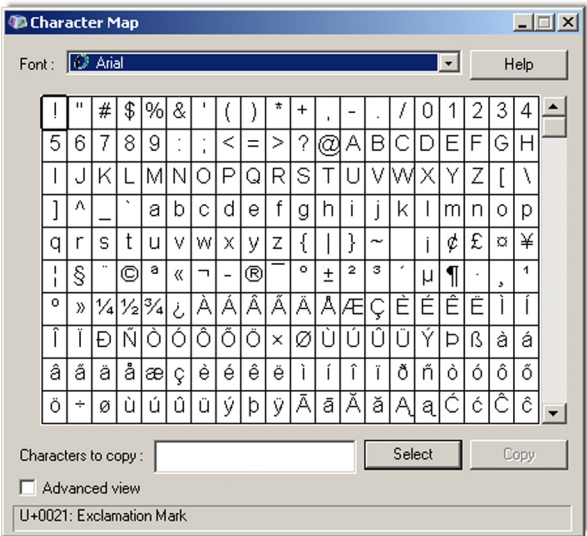 Character Map
Font : Arial Help
! " # $ % & ' ( ) * + , - . / 0 1 2 3 4
5 6 7 8 9 : ; < = > ? @ A B C D E F G H
I J K L M N O P Q R S T U V W X Y Z [ \
] ^ _ ` a b c d e f g h i j k l m n o p
q r s t u v w x y z { | } ~ ¡ ¢ £ ¤ ¥
¦ § ¨ © ª « ¬ - ® ¯ ° ± ² ³ ´ µ ¶ · ¸ ¹
º » ¼ ½ ¾ ¿ À Á Â Ã Ä Å Æ Ç È É Ê Ë Ì Í
Î Ï Ð Ñ Ò Ó Ô Õ Ö × Ø Ù Ú Û Ü Ý Þ ß à á
â ã ä å æ ç è é ê ë ì í î ï ð ñ ò ó ô õ
ö ÷ ø ù ú û ü ý þ ÿ Ā ā Ă ă Ą ą Ć ć Ĉ ĉ
Characters to copy : Select Copy
Advanced view
U+0021: Exclamation Mark